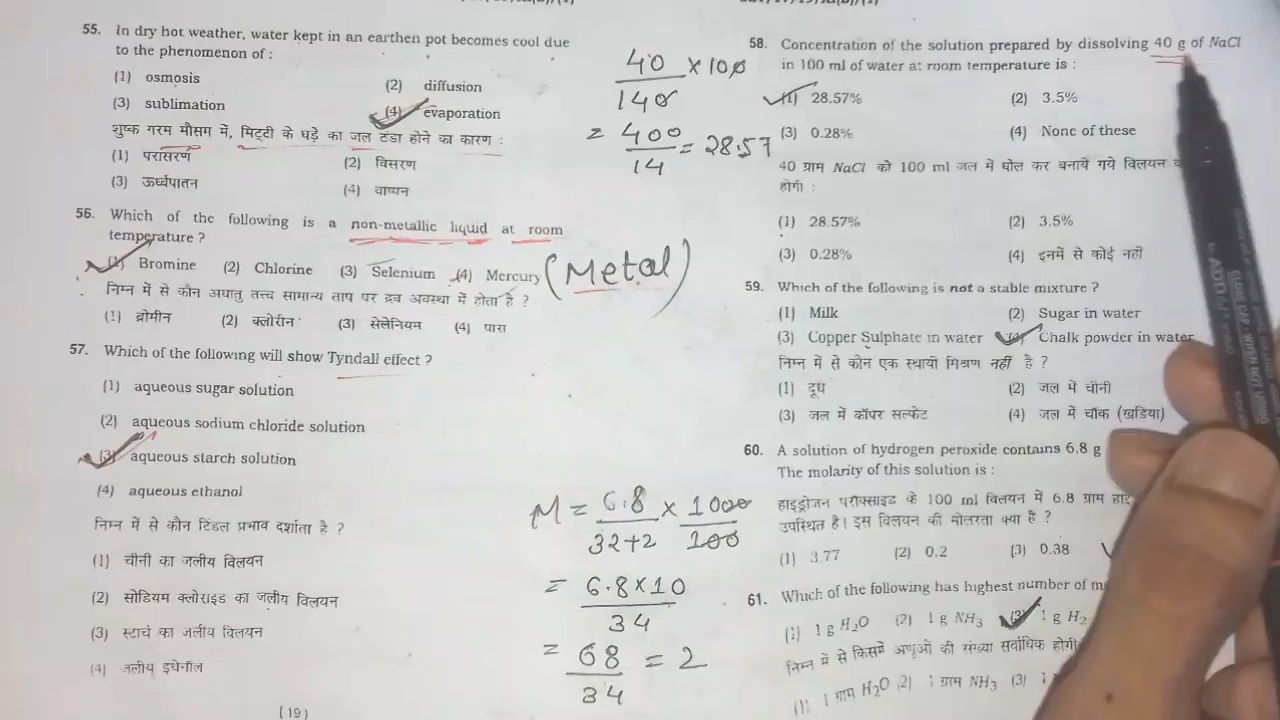 55. In dry hot weather, water kept in an earthen pot becomes cool due
to the phenomenon of :
(1) osmosis (2) diffusion
(3) sublimation (4) evaporation
शुष्क गरम मौसम में, मिट्टी के घड़े का जल ठंडा होने का कारण :
(1) परासरण (2) विसरण
(3) ऊर्ध्वपातन (4) वाष्पन
56. Which of the following is a non-metallic liquid at room
temperature ?
(1) Bromine (2) Chlorine (3) Selenium (4) Mercury (Metal)
निम्न में से कौन अधातु तत्त्व सामान्य ताप पर द्रव अवस्था में होता है ?
(1) ब्रोमीन (2) क्लोरीन (3) सेलेनियम (4) पारा
57. Which of the following will show Tyndall effect ?
(1) aqueous sugar solution
(2) aqueous sodium chloride solution
(3) aqueous starch solution
(4) aqueous ethanol
निम्न में से कौन टिंडल प्रभाव दर्शाता है ?
(1) चीनी का जलीय विलयन
(2) सोडियम क्लोराइड का जलीय विलयन
(3) स्टार्च का जलीय विलयन
(4) जलीय इथेनॉल
(19)
40 × 100
140
= 400 = 28.57
14
M = 6.8 × 1000
32+2 100
= 6.8×10
34
= 68 = 2
34
58. Concentration of the solution prepared by dissolving 40 g of NaCl
in 100 ml of water at room temperature is :
(1) 28.57% (2) 3.5%
(3) 0.28% (4) None of these
40 ग्राम NaCl को 100 ml जल में घोल कर बनाये गये विलयन
होगी :
(1) 28.57% (2) 3.5%
(3) 0.28% (4) इनमें से कोई नहीं
59. Which of the following is not a stable mixture ?
(1) Milk (2) Sugar in water
(3) Copper Sulphate in water (4) Chalk powder in water
निम्न में से कौन एक स्थायी मिश्रण नहीं है ?
(1) दूध (2) जल में चीनी
(3) जल में कॉपर सल्फेट (4) जल में चॉक (खडिया)
60. A solution of hydrogen peroxide contains 6.8 g
The molarity of this solution is :
हाइड्रोजन परॉक्साइड के 100 ml विलयन में 6.8 ग्राम
उपस्थित है। इस विलयन की मोलरता क्या है ?
(1) 3.77 (2) 0.2 (3) 0.38
61. Which of the following has highest number of
(1) 1 g H₂O (2) 1 g NH₃ (3) 1 g H₂
निम्न में से किसमें अणुओं की संख्या सर्वाधिक होगी
(1) 1 ग्राम H₂O (2) 1 ग्राम NH₃ (3)